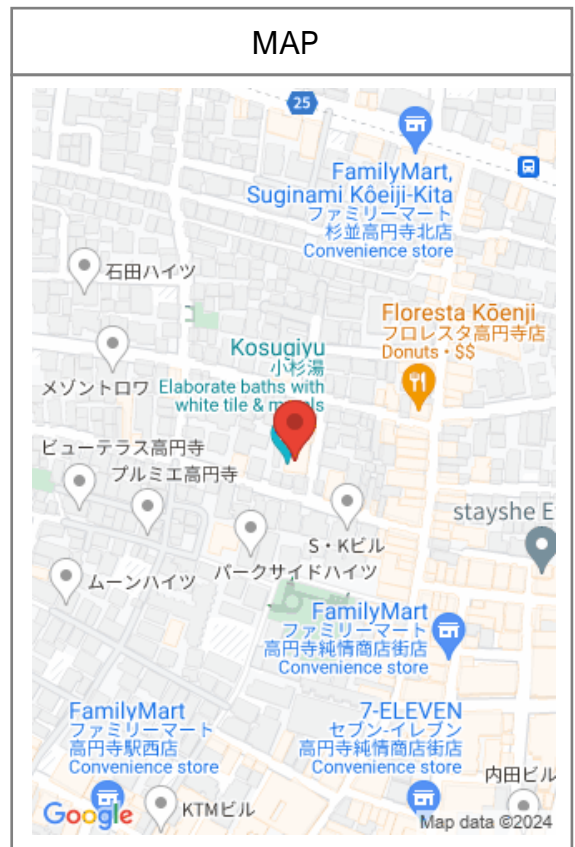 MAP
25
FamilyMart,
Suginami Kôeiji-Kita
ファミリーマート
杉並高円寺北店
Convenience store
石田ハイツ
Floresta Kōenji
フロレスタ高円寺店
Donuts • $$
Kosugiyu
小杉湯
Elaborate baths with
white tile &
メゾントロワ
ビューテラス高円寺
プルミエ高円寺
stayshe E
S・Kビル
パークサイドハイツ
ムーンハイツ
FamilyMart
ファミリーマート
高円寺純情商店街店
Convenience store
FamilyMart
ファミリーマート
高円寺駅西店
Convenience store
7-ELEVEN
セブン-イレブン
高円寺純情商店街店
Convenience store
内田ビル
KTMビル
Google
Map data ©2024